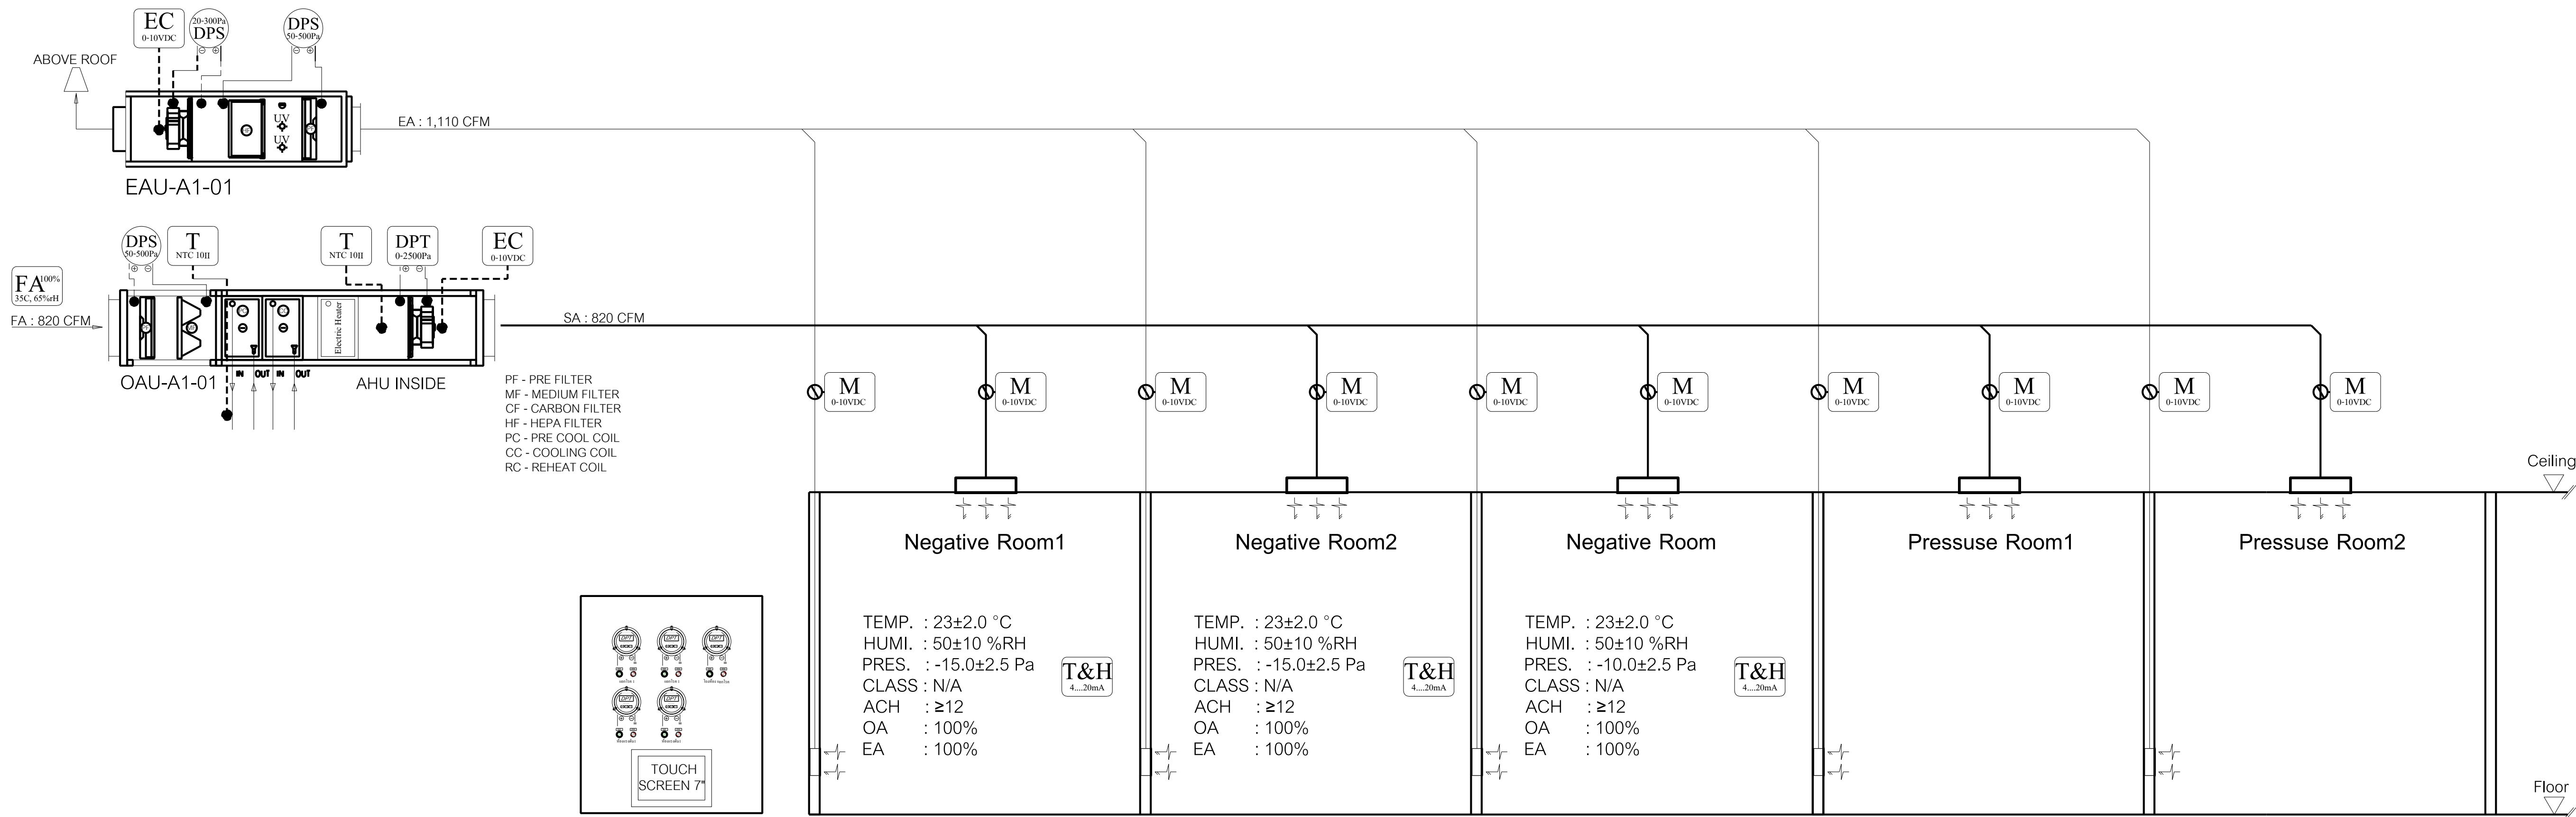 EC
0-10VDC
20-300Pa
DPS
DPS
50-500Pa
ABOVE ROOF
UV
UV
EA : 1,110 CFM
EAU-A1-01
DPS
50-500Pa
T
NTC 10II
T
NTC 10II
DPT
0-2500Pa
EC
0-10VDC
FA 100%
35C, 65%rH
FA : 820 CFM
Electric Heater
SA : 820 CFM
OAU-A1-01
IN OUT IN OUT
AHU INSIDE
PF - PRE FILTER
MF - MEDIUM FILTER
CF - CARBON FILTER
HF - HEPA FILTER
PC - PRE COOL COIL
CC - COOLING COIL
RC - REHEAT COIL
M
0-10VDC
M
0-10VDC
M
0-10VDC
M
0-10VDC
M
0-10VDC
M
0-10VDC
M
0-10VDC
M
0-10VDC
M
0-10VDC
M
0-10VDC
Ceiling
Negative Room1
TEMP. : 23±2.0 °C
HUMI. : 50±10 %RH
PRES. : -15.0±2.5 Pa
CLASS : N/A
ACH : ≥12
OA : 100%
EA : 100%
T&H
4....20mA
Negative Room2
TEMP. : 23±2.0 °C
HUMI. : 50±10 %RH
PRES. : -15.0±2.5 Pa
CLASS : N/A
ACH : ≥12
OA : 100%
EA : 100%
T&H
4....20mA
Negative Room
TEMP. : 23±2.0 °C
HUMI. : 50±10 %RH
PRES. : -10.0±2.5 Pa
CLASS : N/A
ACH : ≥12
OA : 100%
EA : 100%
T&H
4....20mA
Pressuse Room1
Pressuse Room2
DPT
DPT
DPT
DPT
DPT
TOUCH
SCREEN 7"
Floor